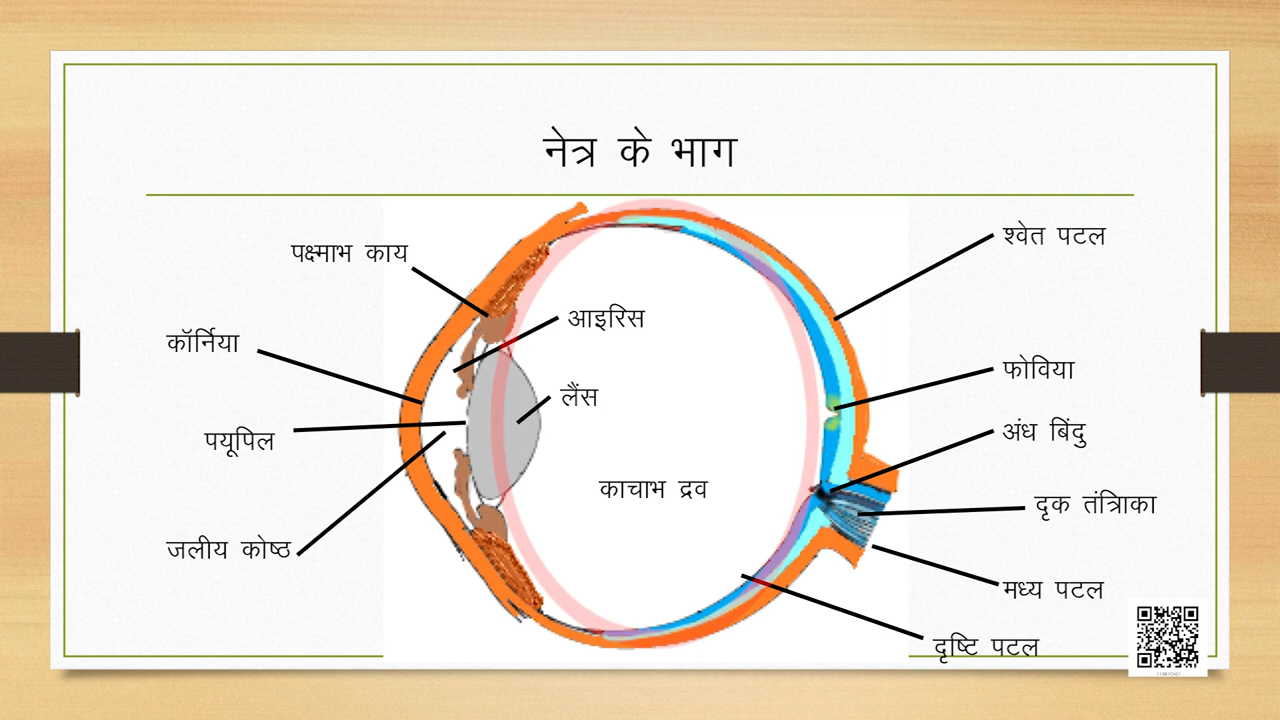 नेत्र के भाग
पक्ष्माभ काय
श्वेत पटल
आइरिस
कॉर्निया
फोविया
लैंस
पयूपिल
अंध बिंदु
काचाभ द्रव
दृक तंत्रिाका
जलीय कोष्ठ
मध्य पटल
दृष्टि पटल